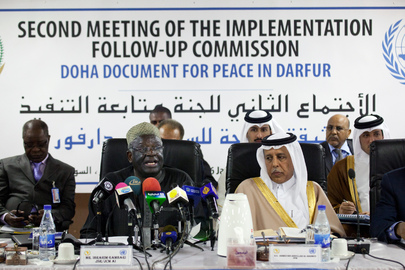 SECOND MEETING OF THE IMPLEMENTATION
FOLLOW-UP COMMISSION
DOHA DOCUMENT FOR PEACE IN DARFUR
الاجتماع الثاني للجنة متابعة التنفيذ